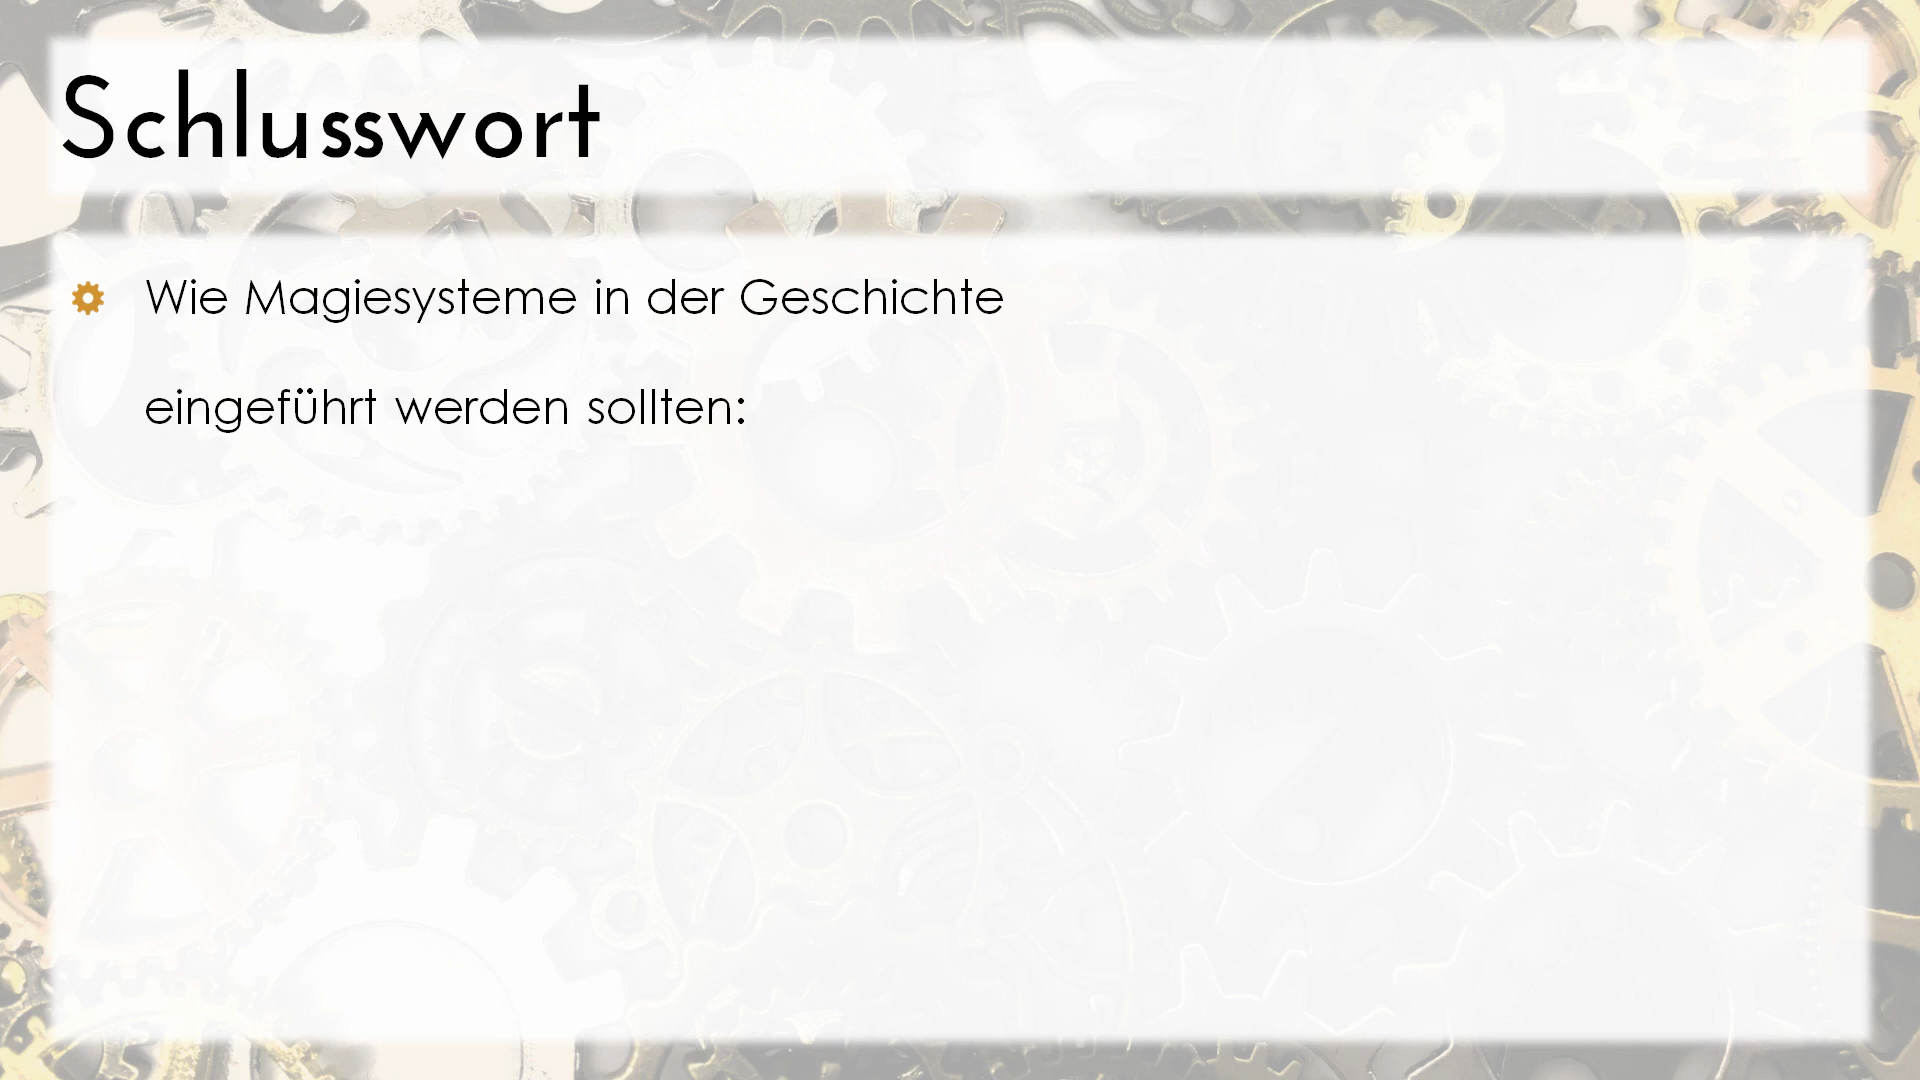 Schlusswort
Wie Magiesysteme in der Geschichte
eingeführt werden sollten: